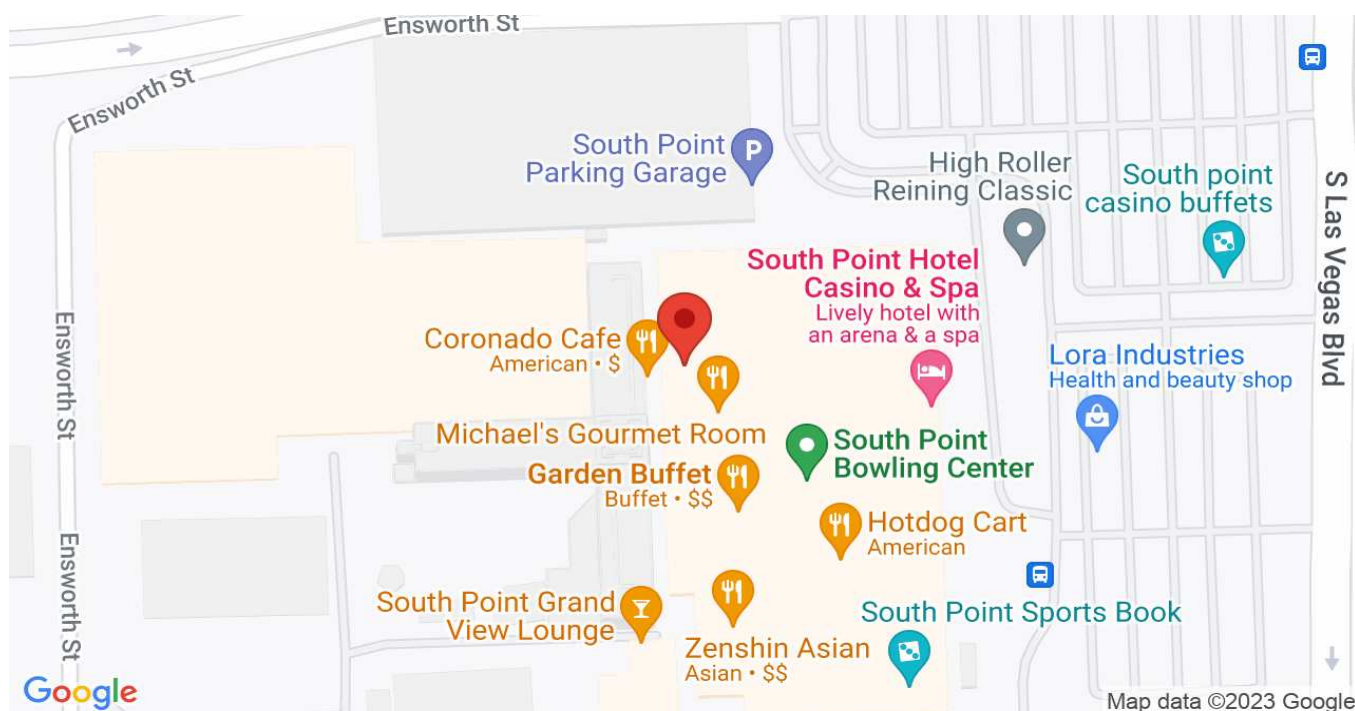 Ensworth St
Ensworth St
South Point
Parking Garage
P
High Roller
Reining Classic
South point
casino buffets
S Las Vegas Blvd
South Point Hotel
Casino & Spa
Lively hotel with
an arena & a spa
Ensworth St
Coronado Cafe
American • $
Lora Industries
Health and beauty shop
Michael's Gourmet Room
South Point
Bowling Center
Garden Buffet
Buffet • $$
Hotdog Cart
American
Ensworth St
South Point Grand
View Lounge
South Point Sports Book
Zenshin Asian
Asian • $$
Google
Map data ©2023 Google